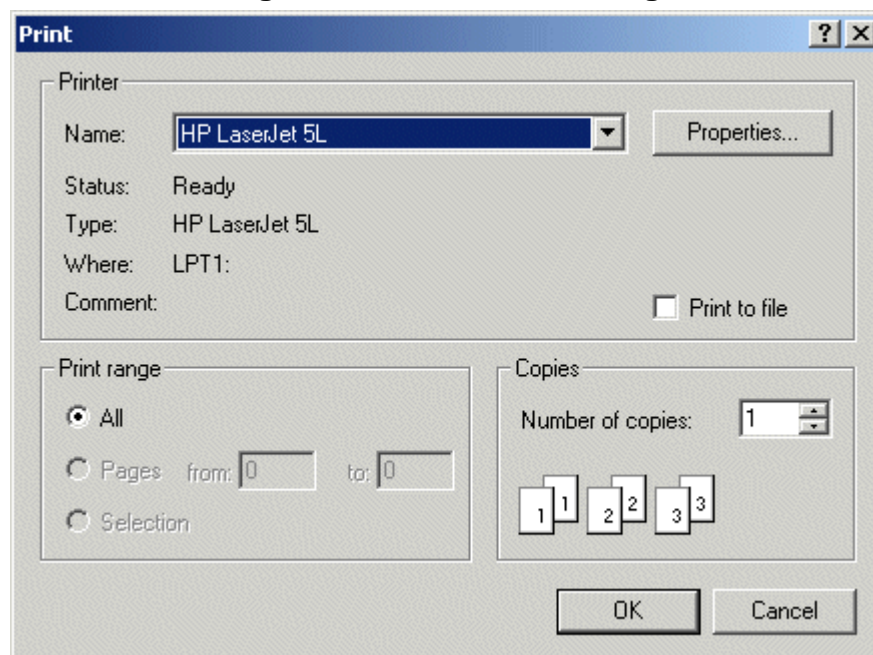 Print
Printer
Name: HP LaserJet 5L Properties...
Status: Ready
Type: HP LaserJet 5L
Where: LPT1:
Comment:
Print to file
Print range
All
Pages from: 0 to: 0
Selection
Copies
Number of copies: 1
1 1 2 2 3 3
OK Cancel